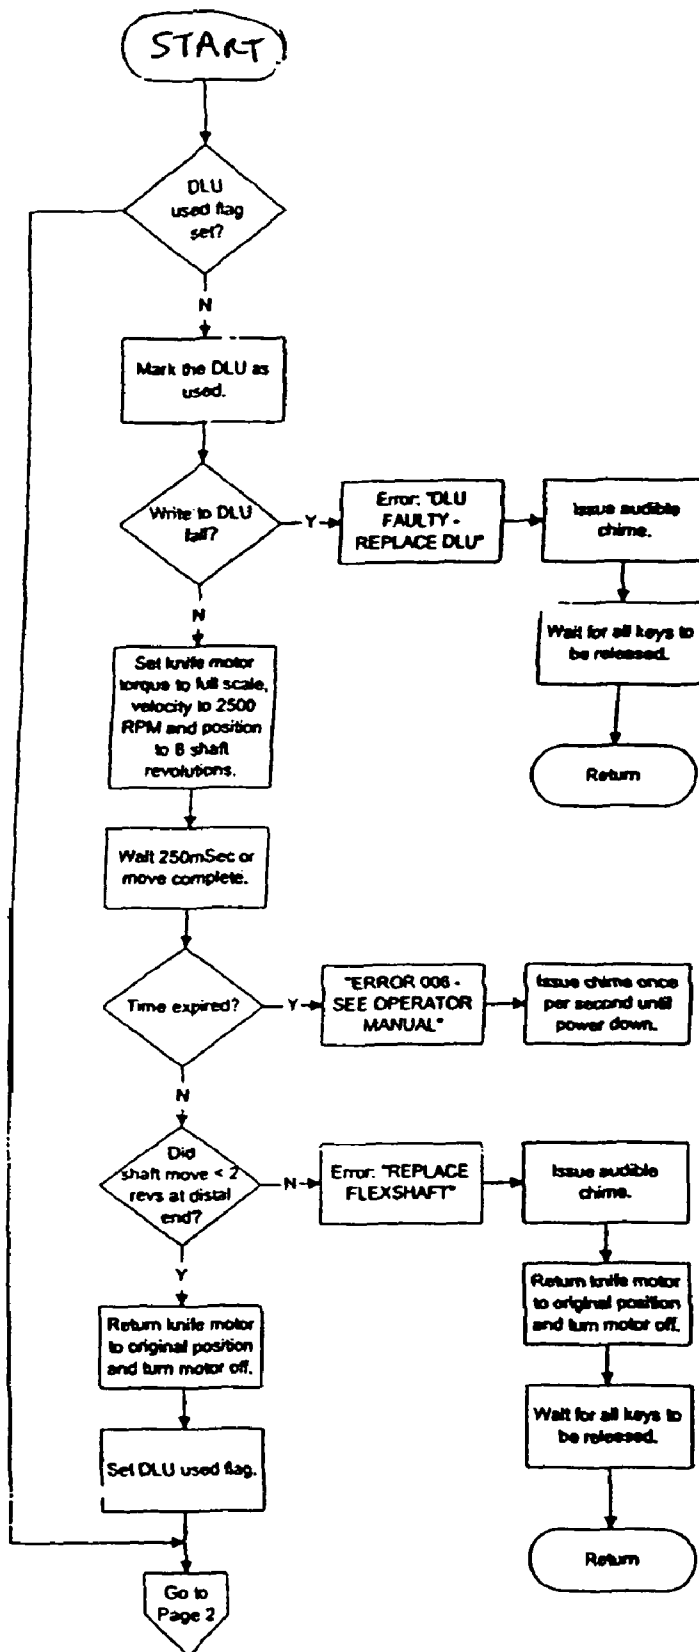 START
DLU
used flag
set?
N
Mark the DLU as
used.
Write to DLU
fail?
Y
Error: "DLU
FAULTY -
REPLACE DLU"
Issue audible
chime.
Wait for all keys to
be released.
Return
N
Set knife motor
torque to full scale,
velocity to 2500
RPM and position
to 8 shaft
revolutions.
Wait 250mSec or
move complete.
Time expired?
Y
"ERROR 006 -
SEE OPERATOR
MANUAL"
Issue chime once
per second until
power down.
N
Did
shaft move < 2
revs at distal
end?
N
Error: "REPLACE
FLEXSHAFT"
Issue audible
chime.
Return knife motor
to original position
and turn motor off.
Wait for all keys to
be released.
Return
Y
Return knife motor
to original position
and turn motor off.
Set DLU used flag.
Go to
Page 2